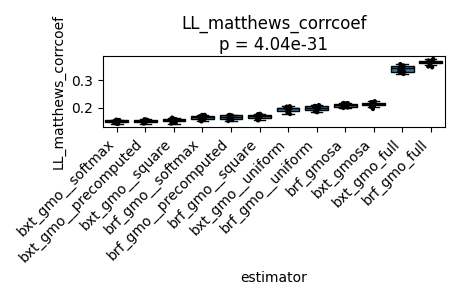 LL_matthews_corrcoef
p = 4.04e-31
LL_matthews_corrcoef
0.3
0.2
bxt_gmo__softmax
bxt_gmo__precomputed
bxt_gmo__square
brf_gmo__softmax
brf_gmo__precomputed
brf_gmo__square
bxt_gmo__uniform
brf_gmo__uniform
brf_gmosa
bxt_gmosa
bxt_gmo_full
brf_gmo_full
estimator